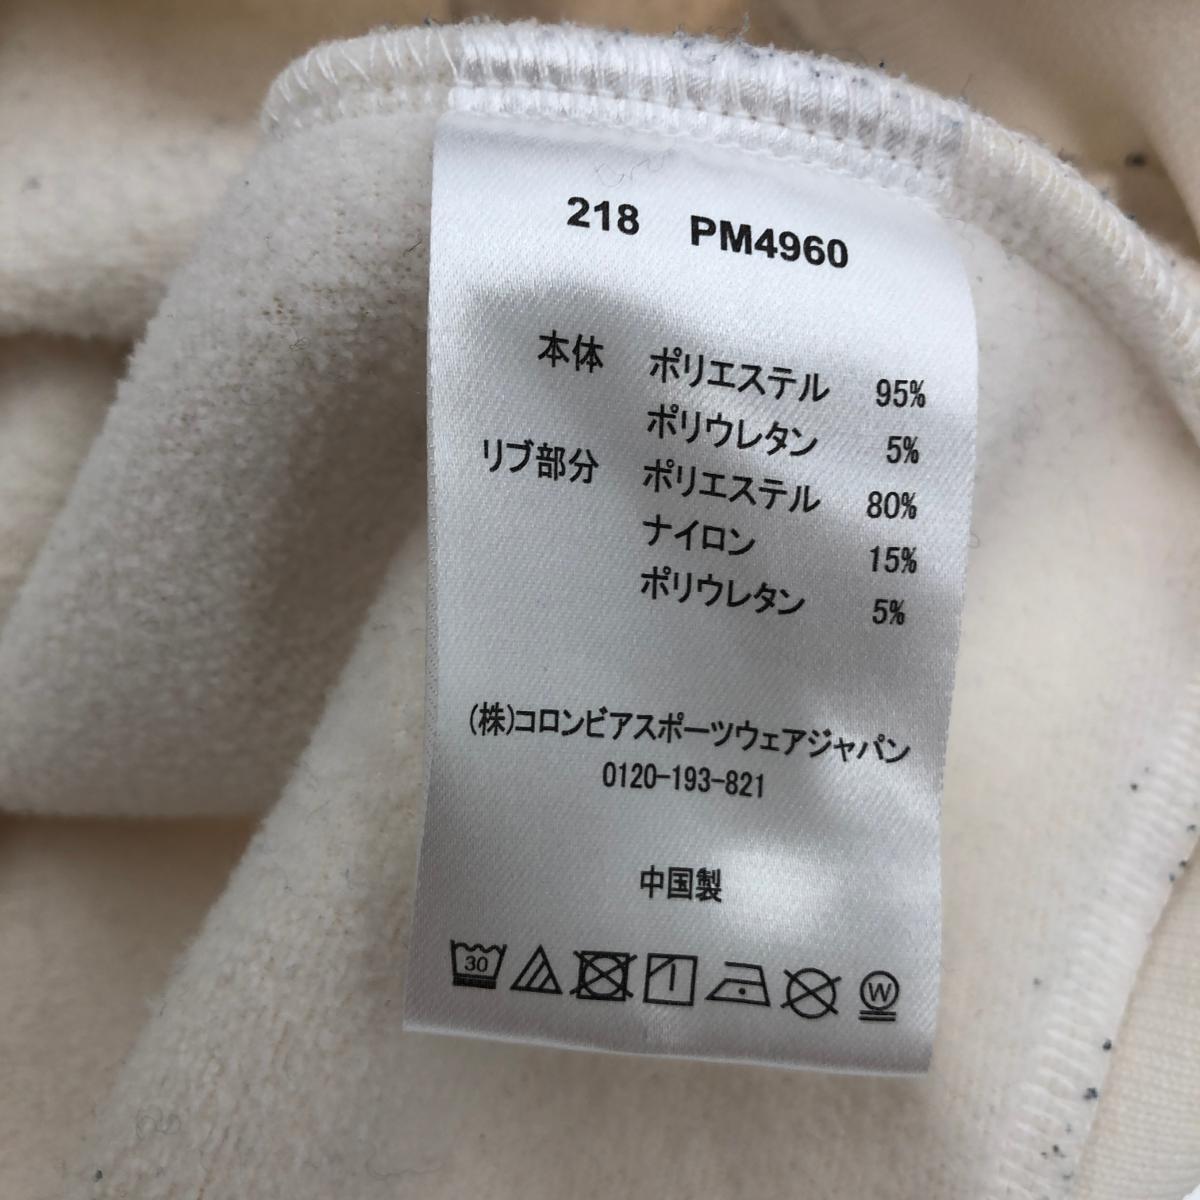 218 PM4960
本体 ポリエステル 95%
ポリウレタン 5%
リブ部分 ポリエステル 80%
ナイロン 15%
ポリウレタン 5%
(株)コロンビアスポーツウェアジャパン
0120-193-821
中国製
30 W